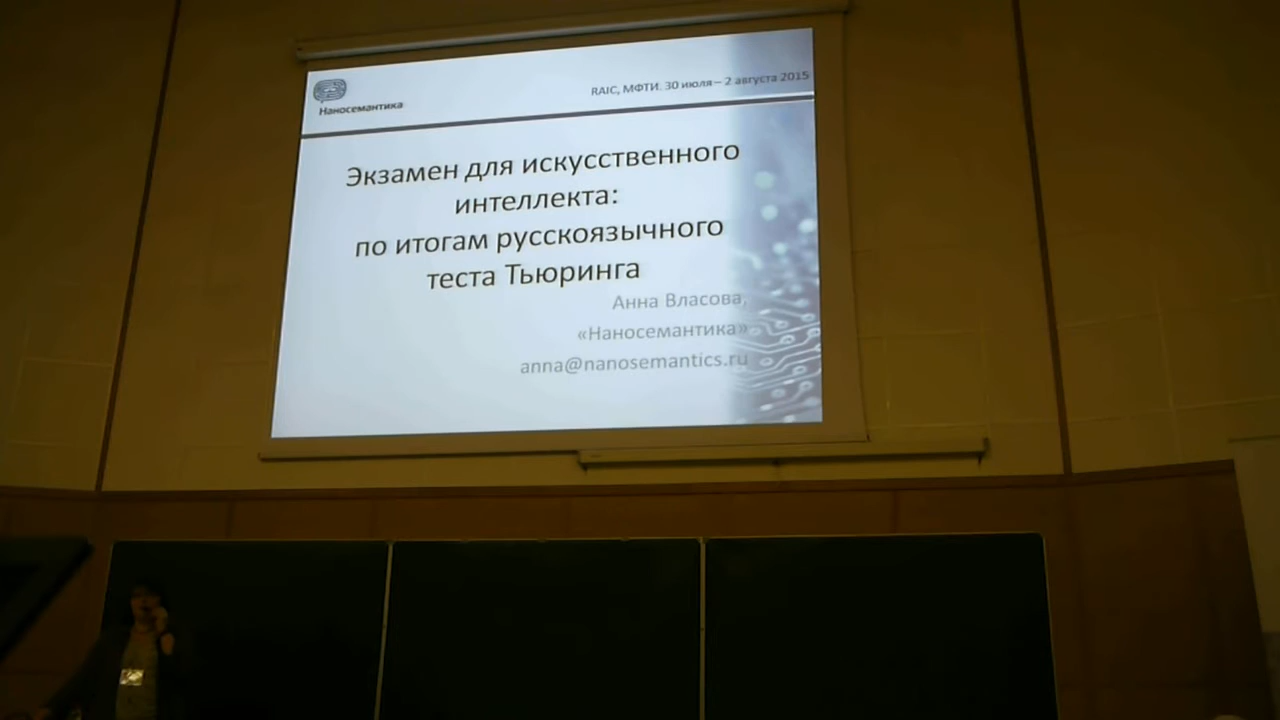 Наносемантика
RAIC, МФТИ. 30 июля – 2 августа 2015
Экзамен для искусственного
интеллекта:
по итогам русскоязычного
теста Тьюринга
Анна Власова,
«Наносемантика»
anna@nanosemantics.ru